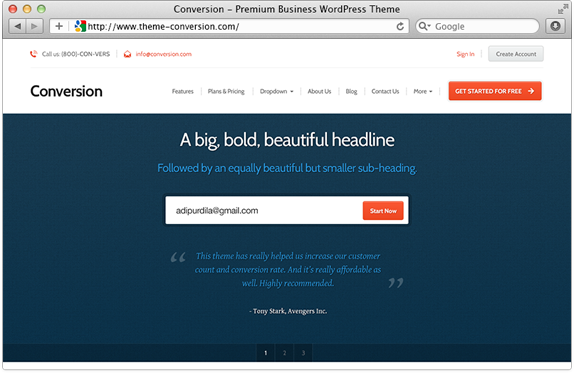 Conversion – Premium Business WordPress Theme
http://www.theme-conversion.com/
Google
Call us: (800)-CON-VERS
info@conversion.com
Sign In
Create Account
Conversion
Features
Plans & Pricing
Dropdown
About Us
Blog
Contact Us
More
GET STARTED FOR FREE
A big, bold, beautiful headline
Followed by an equally beautiful but smaller sub-heading.
adipurdila@gmail.com
Start Now
“ This theme has really helped us increase our customer
count and conversion rate. And it's really affordable as
well. Highly recommended. ”
- Tony Stark, Avengers Inc.
1 2 3